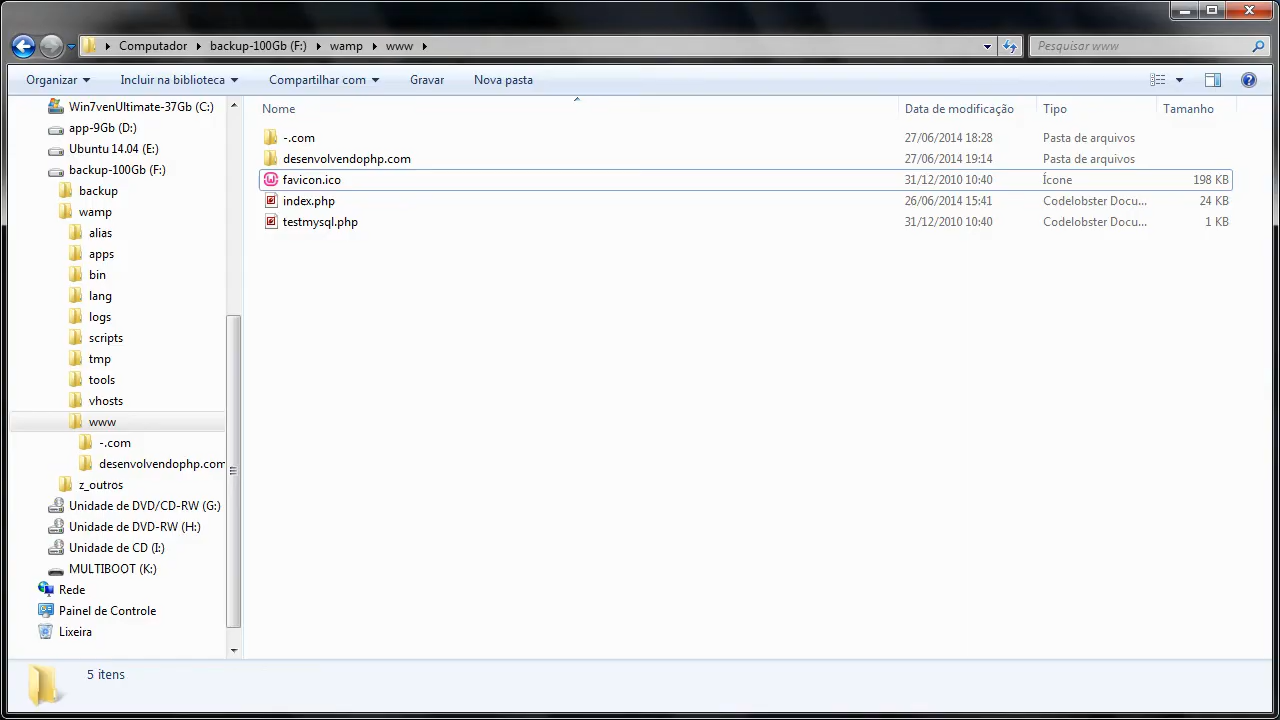 Computador backup-100Gb (F:) wamp www
Pesquisar www
Organizar Incluir na biblioteca Compartilhar com Gravar Nova pasta
Win7venUltimate-37Gb (C:)
app-9Gb (D:)
Ubuntu 14.04 (E:)
backup-100Gb (F:)
backup
wamp
alias
apps
bin
lang
logs
scripts
tmp
tools
vhosts
www
-.com
desenvolvendophp.com
z_outros
Unidade de DVD/CD-RW (G:)
Unidade de DVD-RW (H:)
Unidade de CD (I:)
MULTIBOOT (K:)
Rede
Painel de Controle
Lixeira
Nome Data de modificação Tipo Tamanho
-.com 27/06/2014 18:28 Pasta de arquivos
desenvolvendophp.com 27/06/2014 19:14 Pasta de arquivos
favicon.ico 31/12/2010 10:40 Ícone 198 KB
index.php 26/06/2014 15:41 Codelobster Docu... 24 KB
testmysql.php 31/12/2010 10:40 Codelobster Docu... 1 KB
5 itens